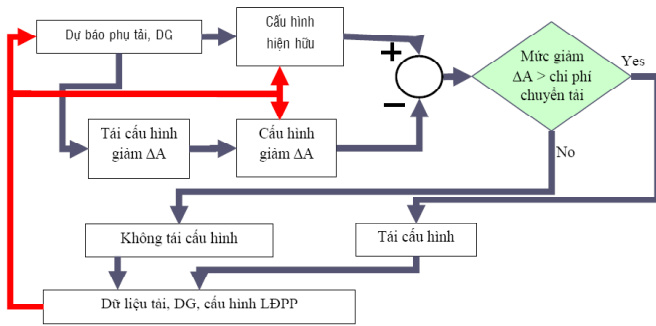 Dự báo phụ tải, DG
Cấu hình
hiện hữu
+
−
Mức giảm
ΔA > chi phí
chuyển tải
Yes
No
Tái cấu hình
giảm ΔA
Cấu hình
giảm ΔA
Không tái cấu hình
Tái cấu hình
Dữ liệu tải, DG, cấu hình LĐPP